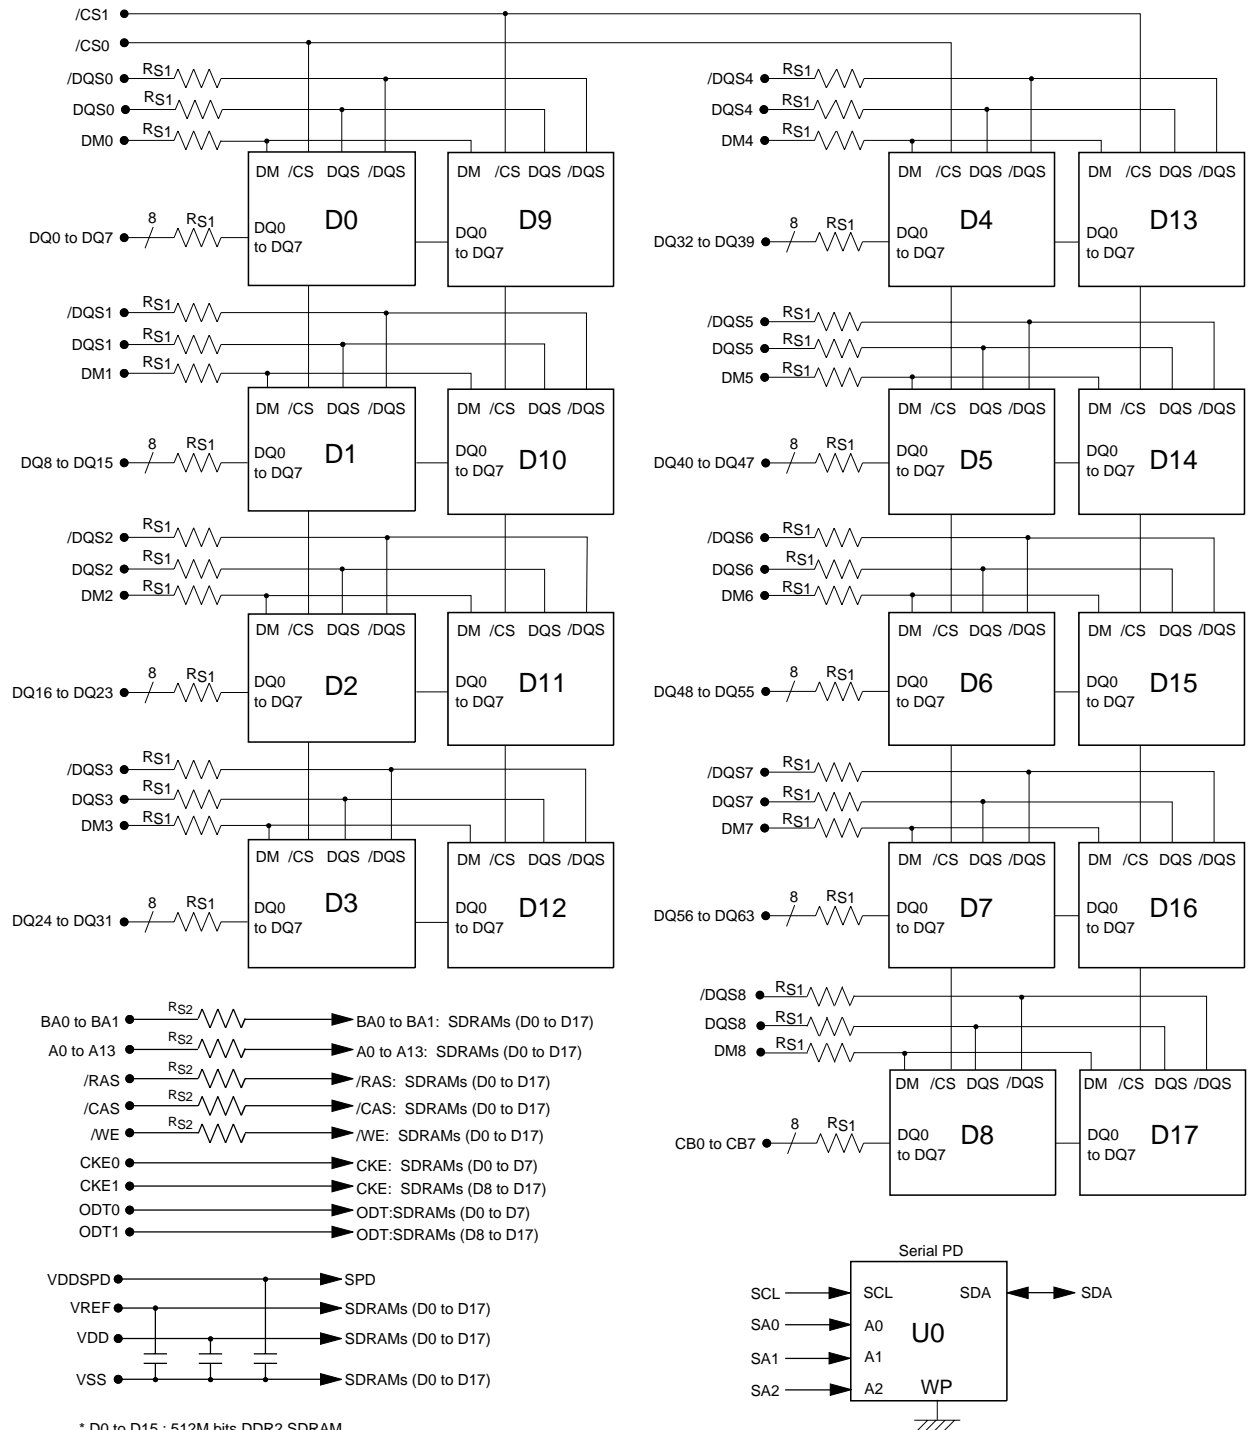 /CS1
/CS0
/DQS0 RS1
DQS0 RS1
DM0 RS1
DM /CS DQS /DQS
D0
DQ0 to DQ7 8 RS1
DQ0
to DQ7
DM /CS DQS /DQS
D9
DQ0
to DQ7
/DQS1 RS1
DQS1 RS1
DM1 RS1
DM /CS DQS /DQS
D1
DQ8 to DQ15 8 RS1
DQ0
to DQ7
DM /CS DQS /DQS
D10
DQ0
to DQ7
/DQS2 RS1
DQS2 RS1
DM2 RS1
DM /CS DQS /DQS
D2
DQ16 to DQ23 8 RS1
DQ0
to DQ7
DM /CS DQS /DQS
D11
DQ0
to DQ7
/DQS3 RS1
DQS3 RS1
DM3 RS1
DM /CS DQS /DQS
D3
DQ24 to DQ31 8 RS1
DQ0
to DQ7
DM /CS DQS /DQS
D12
DQ0
to DQ7
/DQS4 RS1
DQS4 RS1
DM4 RS1
DM /CS DQS /DQS
D4
DQ32 to DQ39 8 RS1
DQ0
to DQ7
DM /CS DQS /DQS
D13
DQ0
to DQ7
/DQS5 RS1
DQS5 RS1
DM5 RS1
DM /CS DQS /DQS
D5
DQ40 to DQ47 8 RS1
DQ0
to DQ7
DM /CS DQS /DQS
D14
DQ0
to DQ7
/DQS6 RS1
DQS6 RS1
DM6 RS1
DM /CS DQS /DQS
D6
DQ48 to DQ55 8 RS1
DQ0
to DQ7
DM /CS DQS /DQS
D15
DQ0
to DQ7
/DQS7 RS1
DQS7 RS1
DM7 RS1
DM /CS DQS /DQS
D7
DQ56 to DQ63 8 RS1
DQ0
to DQ7
DM /CS DQS /DQS
D16
DQ0
to DQ7
/DQS8 RS1
DQS8 RS1
DM8 RS1
DM /CS DQS /DQS
D8
CB0 to CB7 8 RS1
DQ0
to DQ7
DM /CS DQS /DQS
D17
DQ0
to DQ7
BA0 to BA1 RS2 BA0 to BA1: SDRAMs (D0 to D17)
A0 to A13 RS2 A0 to A13: SDRAMs (D0 to D17)
/RAS RS2 /RAS: SDRAMs (D0 to D17)
/CAS RS2 /CAS: SDRAMs (D0 to D17)
/WE RS2 /WE: SDRAMs (D0 to D17)
CKE0 CKE: SDRAMs (D0 to D7)
CKE1 CKE: SDRAMs (D8 to D17)
ODT0 ODT:SDRAMs (D0 to D7)
ODT1 ODT:SDRAMs (D8 to D17)
VDDSPD SPD
VREF SDRAMs (D0 to D17)
VDD SDRAMs (D0 to D17)
VSS SDRAMs (D0 to D17)
Serial PD
SCL SCL SDA SDA
SA0 A0
U0
SA1 A1
SA2 A2 WP
* D0 to D15 : 512M bits DDR2 SDRAM